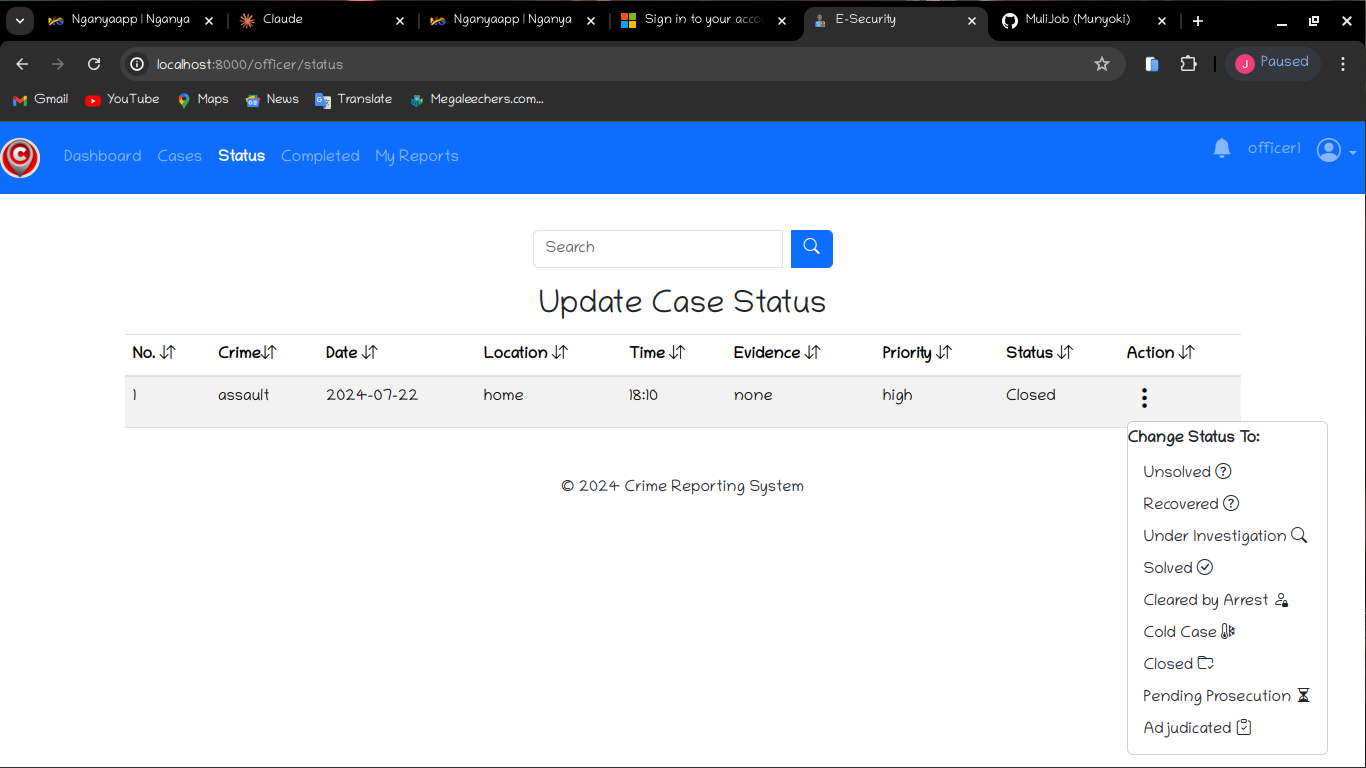 Nganyaapp | Nganya
Claude
Nganyaapp | Nganya
Sign in to your acco
E-Security
MuliJob (Munyoki)
localhost:8000/officer/status
J Paused
Gmail YouTube Maps News Translate Megaleechers.com...
C Dashboard Cases Status Completed My Reports officer1
Search
Update Case Status
No. Crime Date Location Time Evidence Priority Status Action
1 assault 2024-07-22 home 18:10 none high Closed
Change Status To:
Unsolved
Recovered
Under Investigation
Solved
Cleared by Arrest
Cold Case
Closed
Pending Prosecution
Adjudicated
© 2024 Crime Reporting System